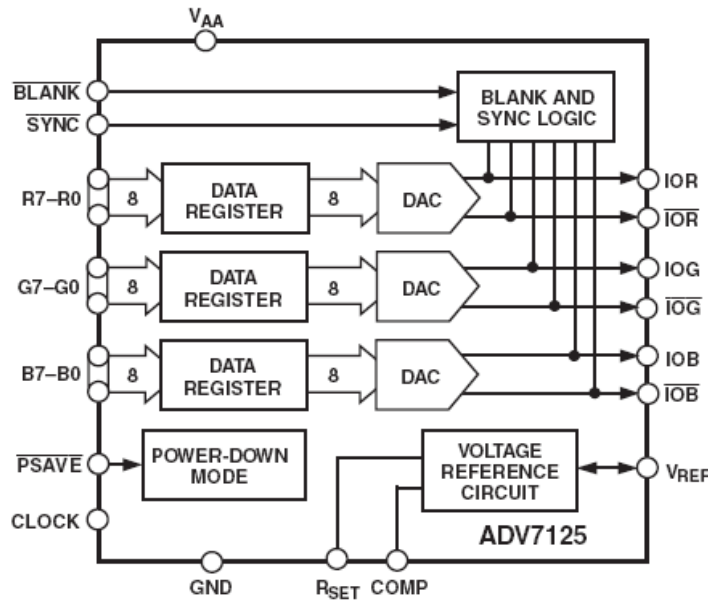 VAA
BLANK
SYNC
BLANK AND
SYNC LOGIC
R7–R0
8
DATA
REGISTER
8
DAC
IOR
IOR
G7–G0
8
DATA
REGISTER
8
DAC
IOG
IOG
B7–B0
8
DATA
REGISTER
8
DAC
IOB
IOB
PSAVE
POWER-DOWN
MODE
VOLTAGE
REFERENCE
CIRCUIT
VREF
CLOCK
ADV7125
GND
RSET
COMP